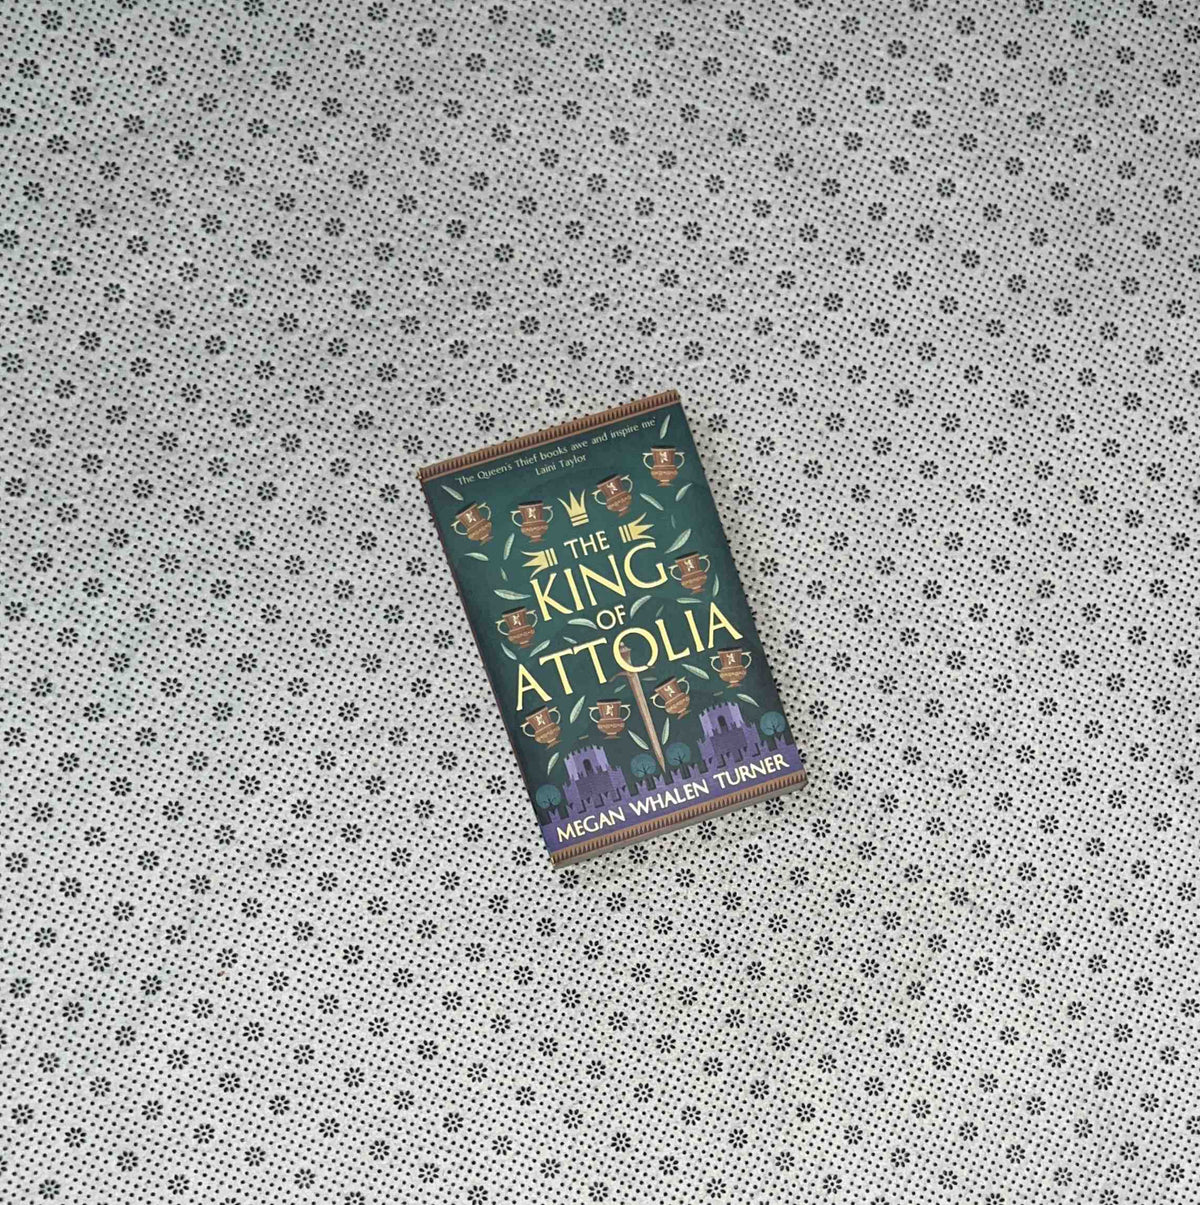 'The Queen's Thief books awe and inspire me'
Laini Taylor
THE
KING
OF
ATTOLIA
MEGAN WHALEN TURNER